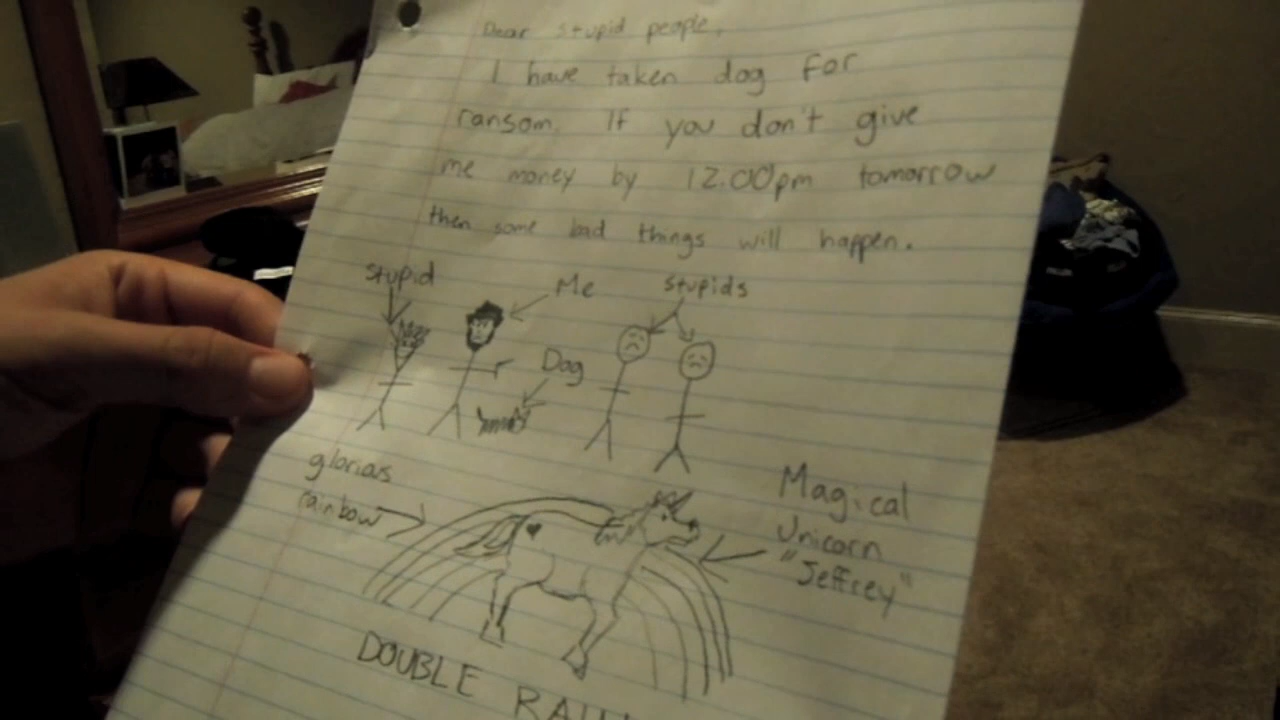 Dear stupid people,
I have taken dog for
ransom. If you don't give
me money by 12.00pm tomorrow
then some bad things will happen.
stupid
Me
stupids
Dog
glorious
rainbow
Magical
Unicorn
"Jeffrey"
DOUBLE